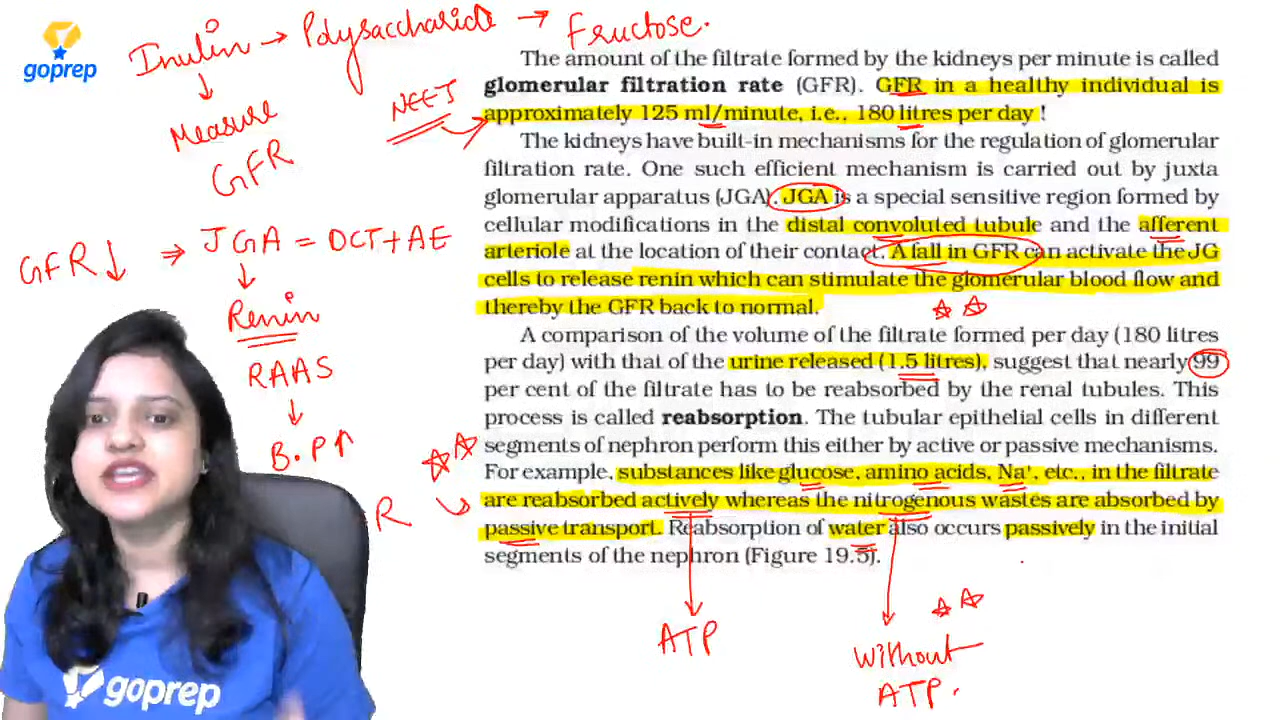 goprep
Inulin → Polysaccharide → Fructose.
Measure
GFR
NEET
The amount of the filtrate formed by the kidneys per minute is called
glomerular filtration rate (GFR). GFR in a healthy individual is
approximately 125 ml/minute, i.e., 180 litres per day !
The kidneys have built-in mechanisms for the regulation of glomerular
filtration rate. One such efficient mechanism is carried out by juxta
glomerular apparatus (JGA). JGA is a special sensitive region formed by
cellular modifications in the distal convoluted tubule and the afferent
arteriole at the location of their contact. A fall in GFR can activate the JG
cells to release renin which can stimulate the glomerular blood flow and
thereby the GFR back to normal.
A comparison of the volume of the filtrate formed per day (180 litres
per day) with that of the urine released (1.5 litres), suggest that nearly 99
per cent of the filtrate has to be reabsorbed by the renal tubules. This
process is called reabsorption. The tubular epithelial cells in different
segments of nephron perform this either by active or passive mechanisms.
For example, substances like glucose, amino acids, Na⁺, etc., in the filtrate
are reabsorbed actively whereas the nitrogenous wastes are absorbed by
passive transport. Reabsorption of water also occurs passively in the initial
segments of the nephron (Figure 19.5).
GFR ↓ ⇒ JGA = DCT+AE
Renin
RAAS
B.P↑
R
ATP
Without
ATP.
goprep